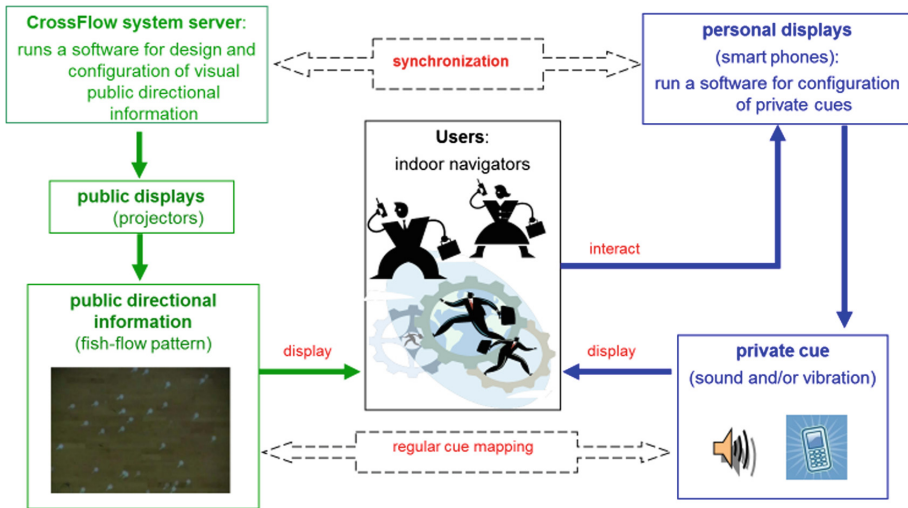 CrossFlow system server:
runs a software for design and
configuration of visual
public directional
information
synchronization
personal displays
(smart phones):
run a software for configuration
of private cues
Users:
indoor navigators
public displays
(projectors)
interact
public directional
information
(fish-flow pattern)
display
display
private cue
(sound and/or vibration)
regular cue mapping